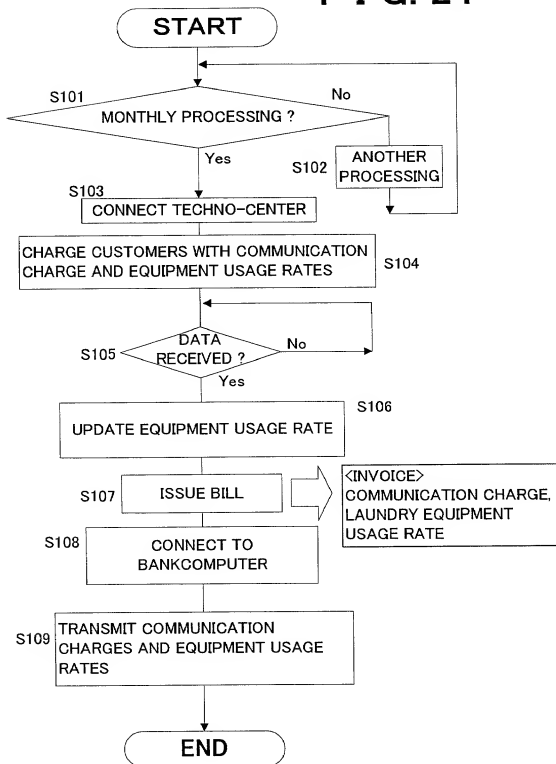 START
S101
MONTHLY PROCESSING ?
No
Yes
S102
ANOTHER
PROCESSING
S103
CONNECT TECHNO-CENTER
CHARGE CUSTOMERS WITH COMMUNICATION
CHARGE AND EQUIPMENT USAGE RATES
S104
S105
DATA
RECEIVED ?
No
Yes
S106
UPDATE EQUIPMENT USAGE RATE
S107
ISSUE BILL
<INVOICE>
COMMUNICATION CHARGE,
LAUNDRY EQUIPMENT
USAGE RATE
S108
CONNECT TO
BANKCOMPUTER
S109
TRANSMIT COMMUNICATION
CHARGES AND EQUIPMENT USAGE
RATES
END